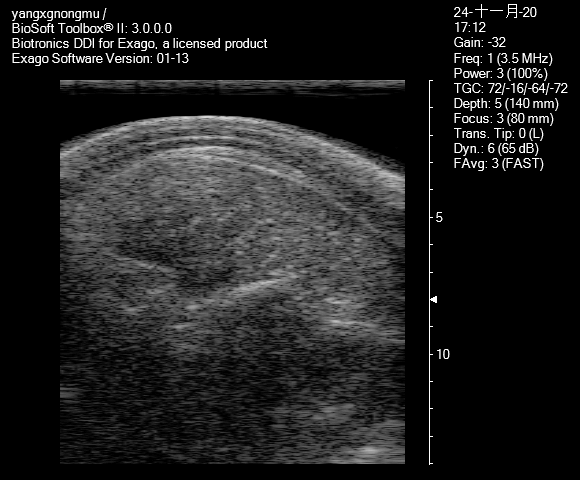 yangxgnongmu /
BioSoft Toolbox® II: 3.0.0.0
Biotronics DDI for Exago, a licensed product
Exago Software Version: 01-13
24-十一月-20
17:12
Gain: -32
Freq: 1 (3.5 MHz)
Power: 3 (100%)
TGC: 72/-16/-64/-72
Depth: 5 (140 mm)
Focus: 3 (80 mm)
Trans. Tip: 0 (L)
Dyn.: 6 (65 dB)
FAvg: 3 (FAST)
5
10